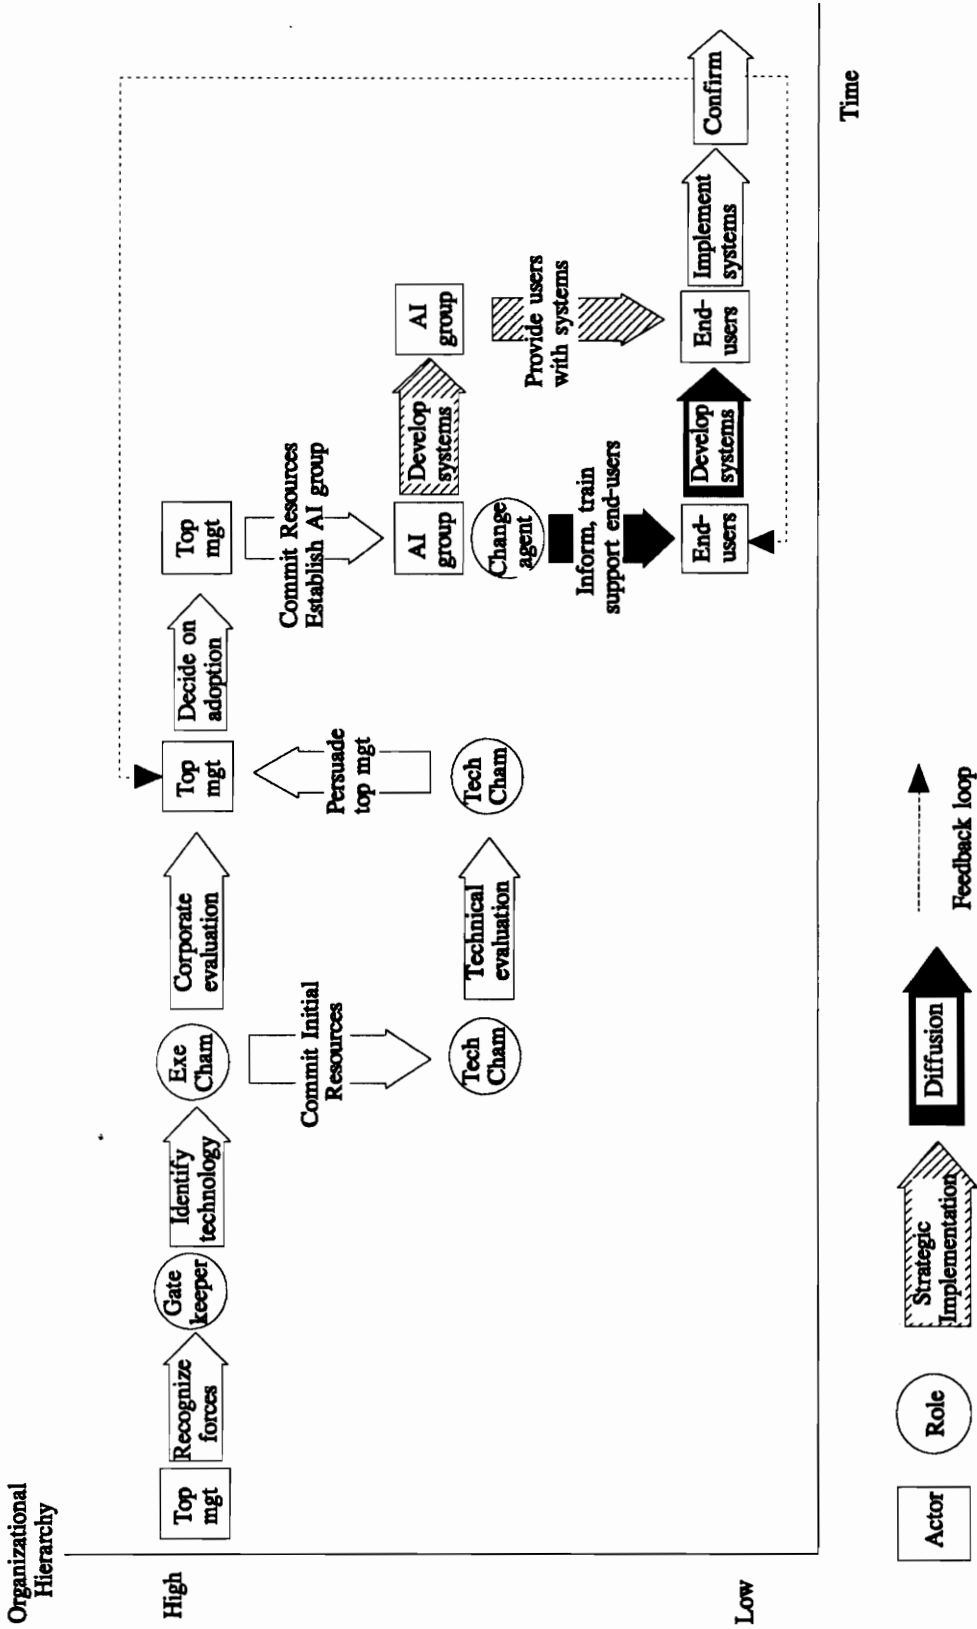 Organizational
Hierarchy
High
Low
Time
Top
mgt
Recognize
forces
Gate
keeper
Identify
technology
Exe
Cham
Corporate
evaluation
Top
mgt
Decide on
adoption
Top
mgt
Commit Initial
Resources
Persuade
top mgt
Commit Resources
Establish AI group
Tech
Cham
Technical
evaluation
Tech
Cham
AI
group
Develop
systems
AI
group
Change
agent
Inform, train
support end-users
Provide users
with systems
End-
users
Develop
systems
End-
users
Implement
systems
Confirm
Actor
Role
Strategic
Implementation
Diffusion
Feedback loop